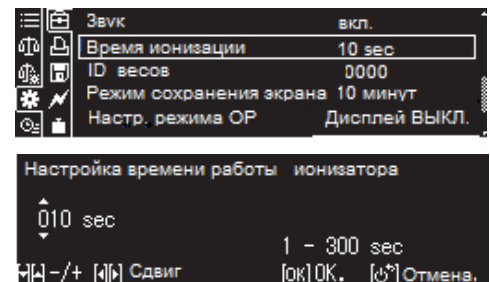 Звук вкл.
Время ионизации 10 sec
ID весов 0000
Режим сохранения экрана 10 минут
Настр. режима ОР Дисплей ВЫКЛ.
Настройка времени работы ионизатора
010 sec
1 - 300 sec
-/+ Сдвиг [OK] OK. Отмена.